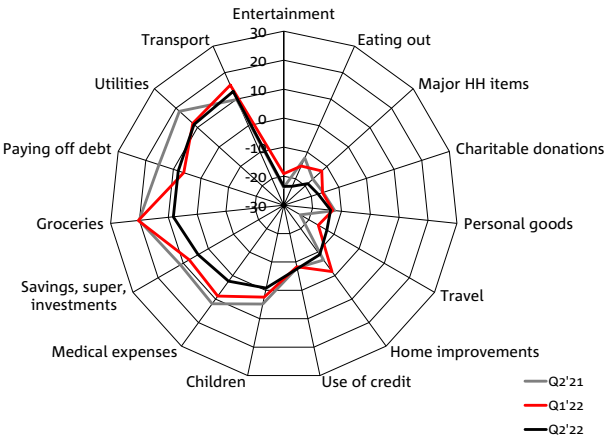 Entertainment
Eating out
Major HH items
Charitable donations
Personal goods
Travel
Home improvements
Use of credit
Children
Medical expenses
Savings, super,
investments
Groceries
Paying off debt
Utilities
Transport
30
20
10
0
-10
-20
-30
Q2'21
Q1'22
Q2'22